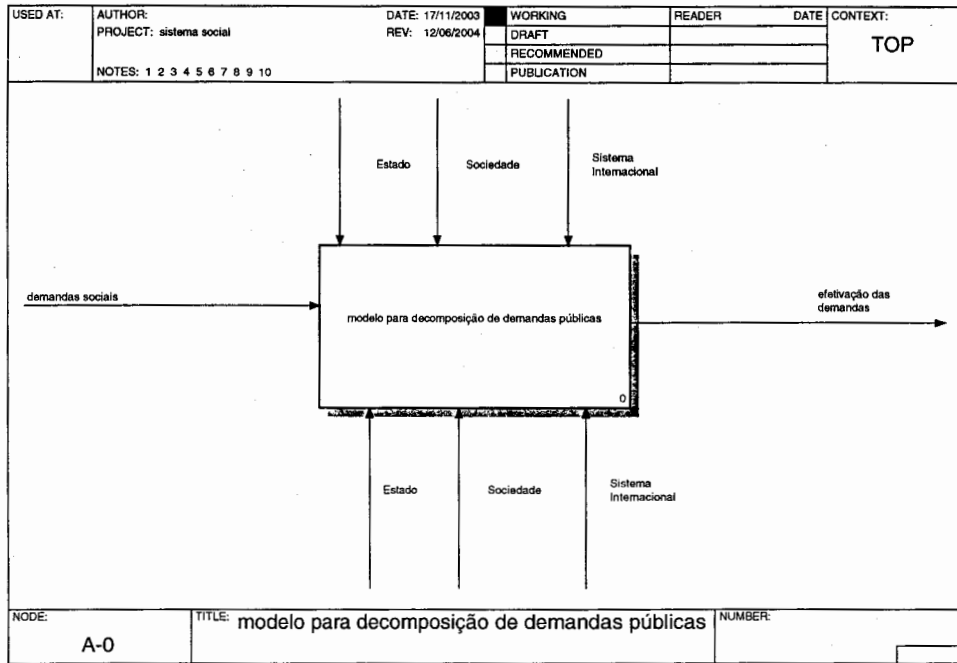 USED AT:
AUTHOR:
DATE: 17/11/2003
WORKING
READER
DATE
CONTEXT:
PROJECT: sistema social
REV: 12/06/2004
DRAFT
TOP
RECOMMENDED
NOTES: 1 2 3 4 5 6 7 8 9 10
PUBLICATION
Estado
Sociedade
Sistema
Internacional
demandas sociais
efetivação das
demandas
modelo para decomposição de demandas públicas
0
Estado
Sociedade
Sistema
Internacional
NODE:
A-0
TITLE: modelo para decomposição de demandas públicas
NUMBER: